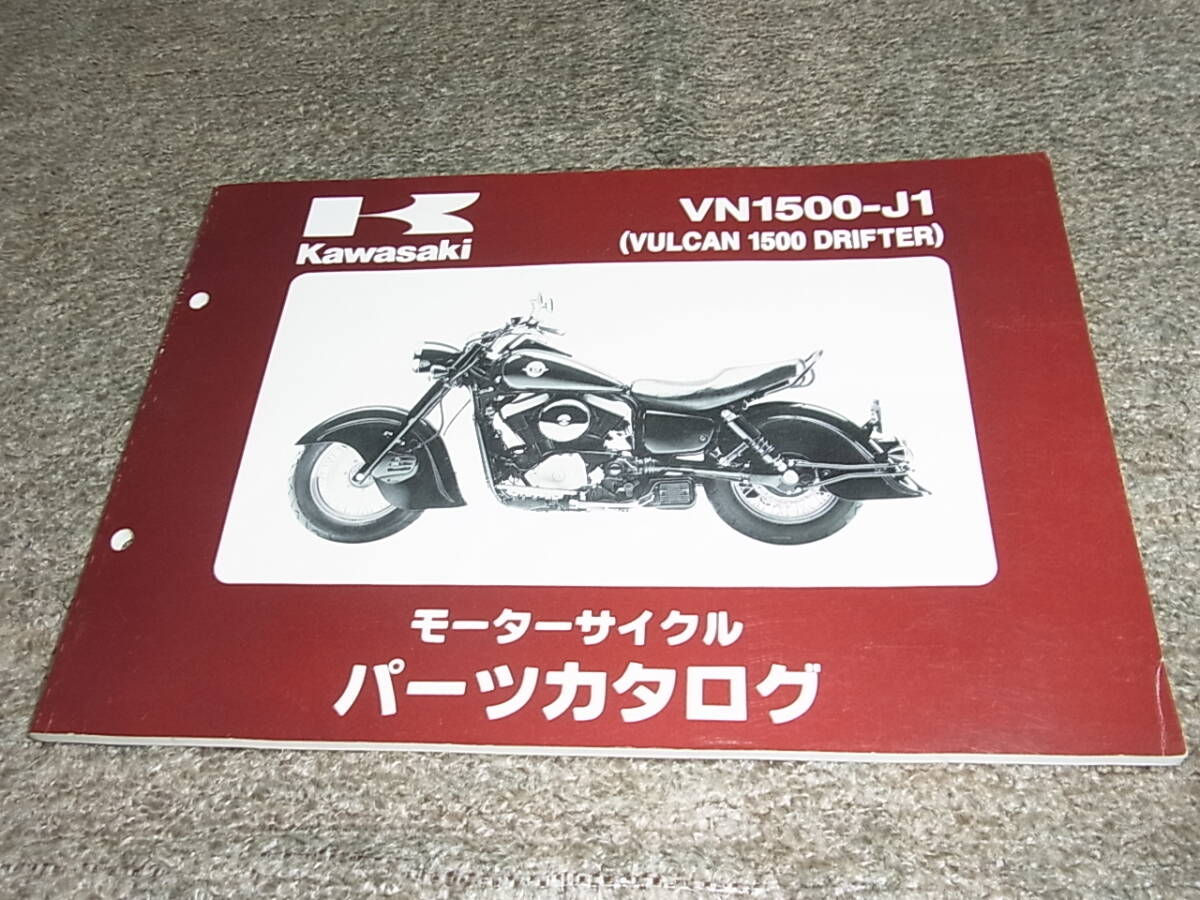 Kawasaki
VN1500-J1
(VULCAN 1500 DRIFTER)
モーターサイクル
パーツカタログ